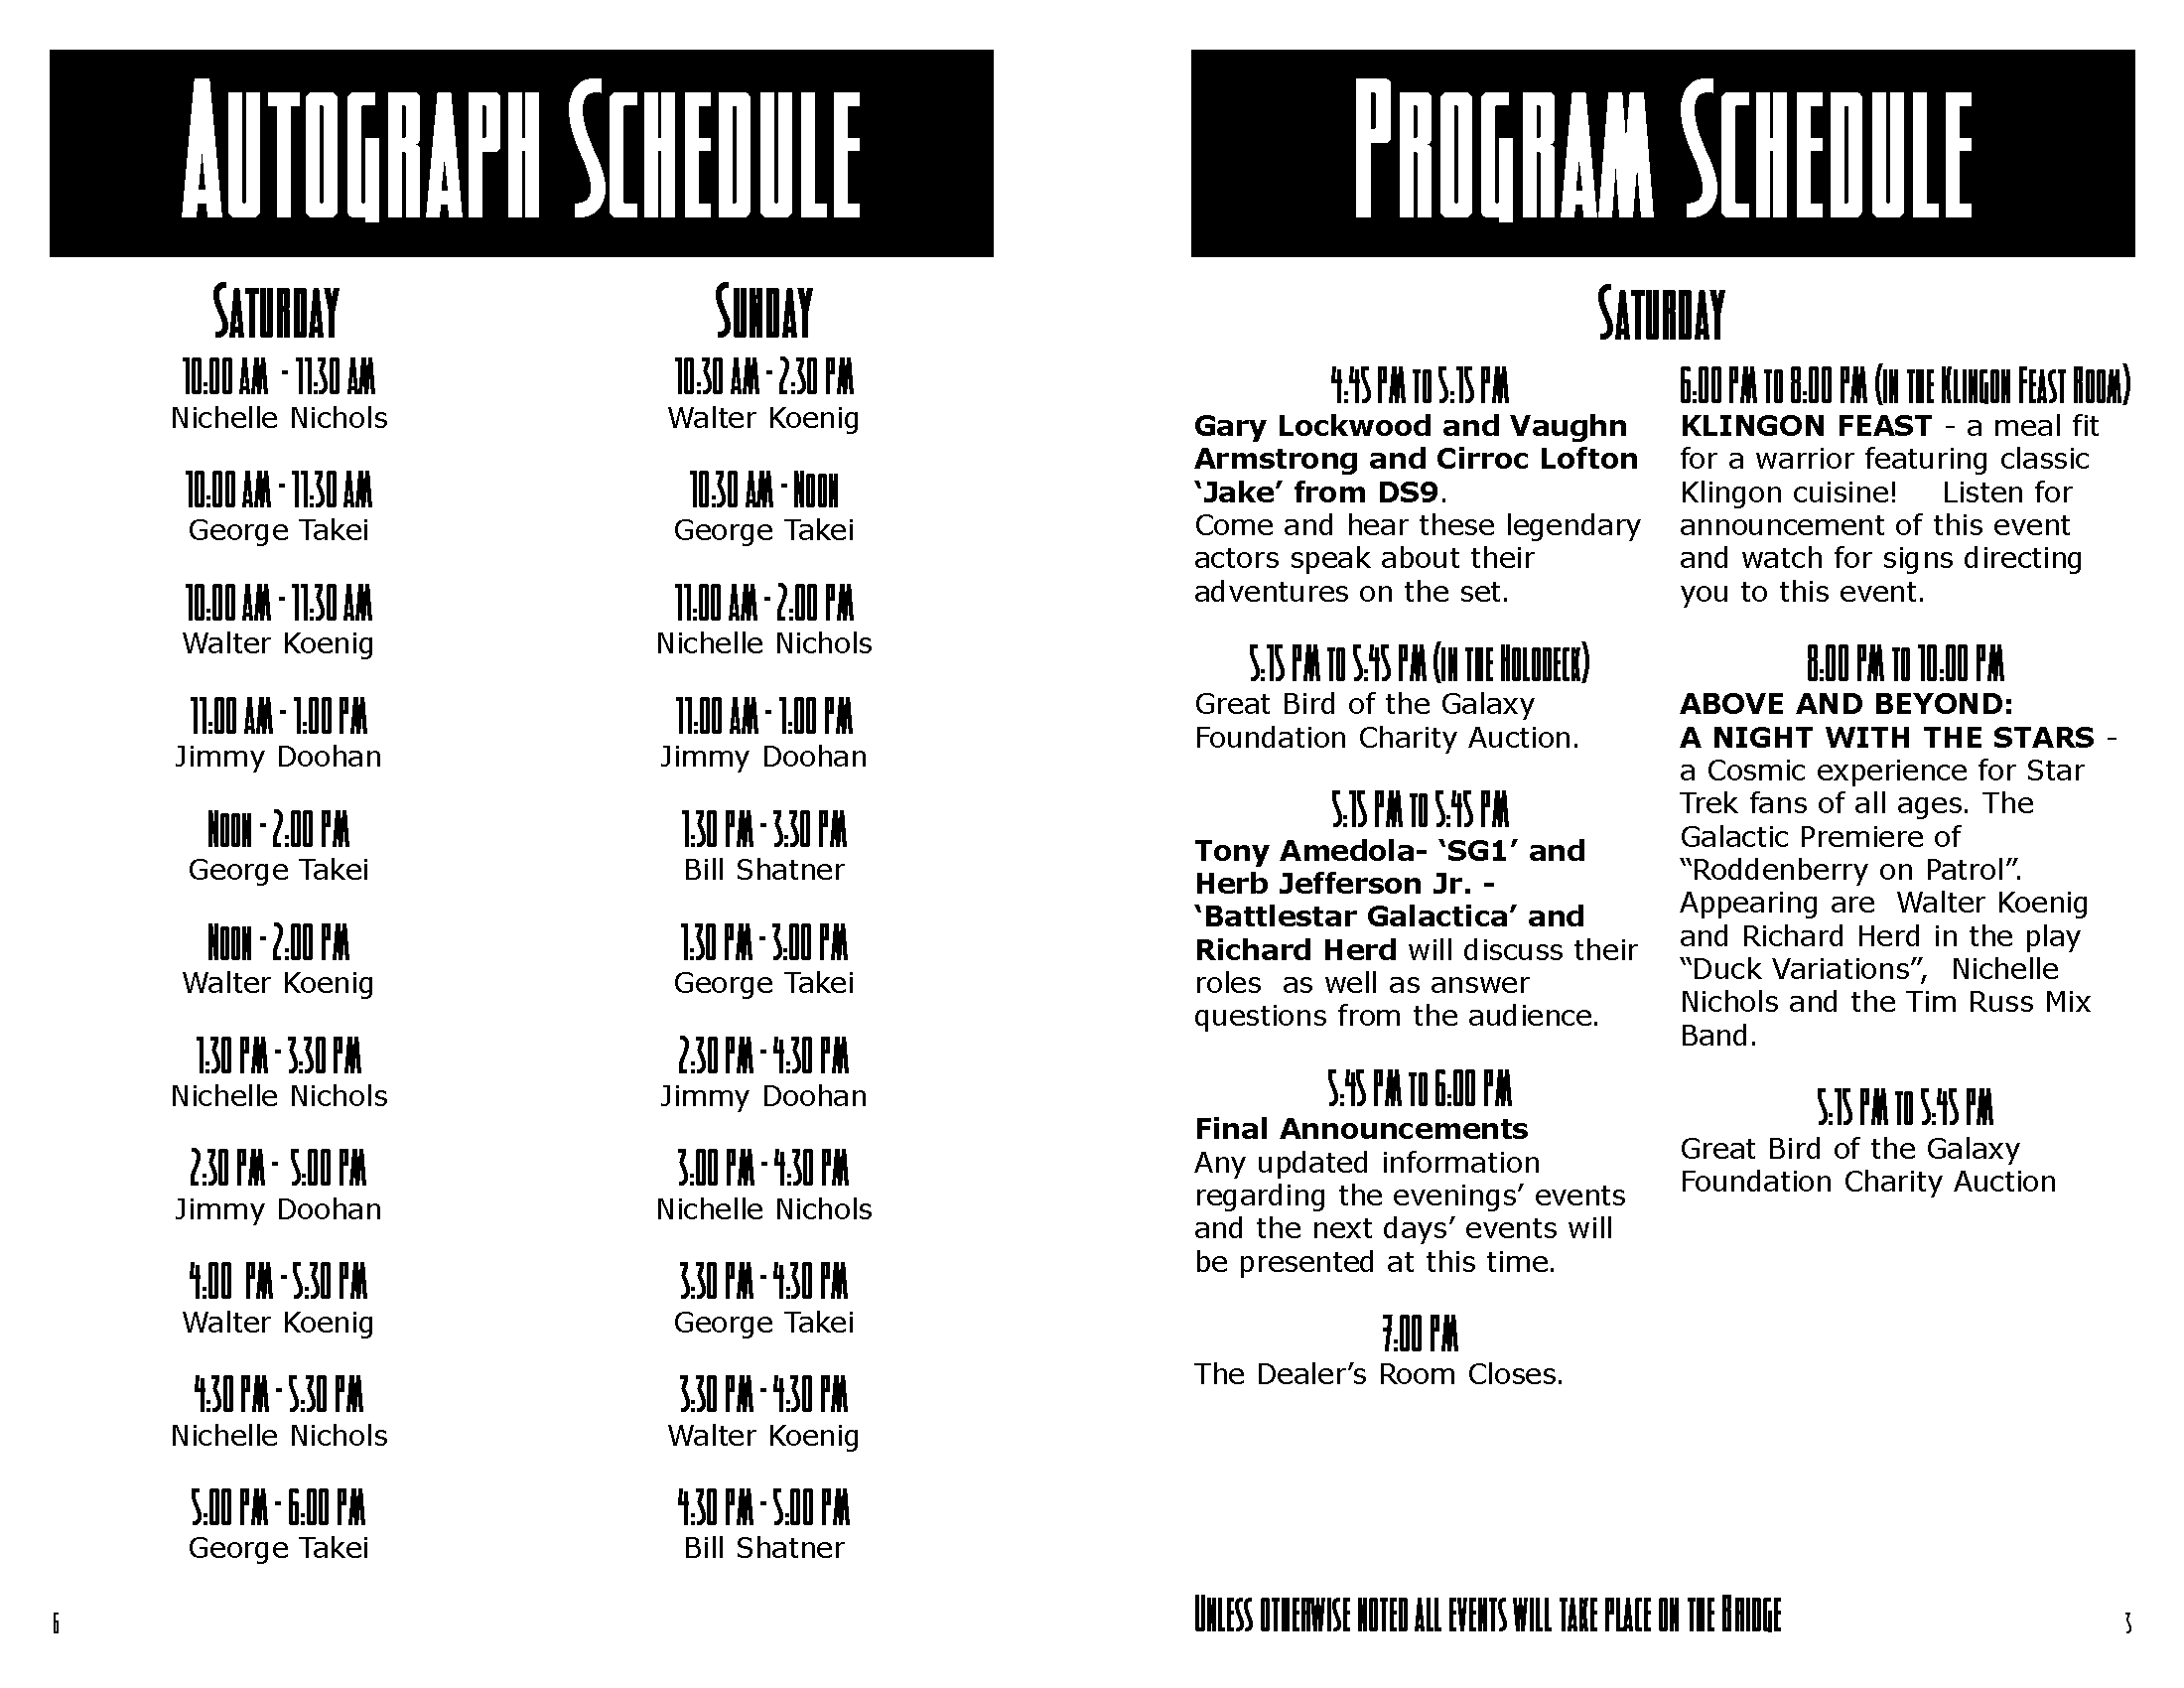 Autograph Schedule
Saturday
10:00 AM - 11:30 AM
Nichelle Nichols
10:00 AM - 11:30 AM
George Takei
10:00 AM - 11:30 AM
Walter Koenig
11:00 AM - 1:00 PM
Jimmy Doohan
Noon - 2:00 PM
George Takei
Noon - 2:00 PM
Walter Koenig
1:30 PM - 3:30 PM
Nichelle Nichols
2:30 PM - 5:00 PM
Jimmy Doohan
4:00 PM - 5:30 PM
Walter Koenig
4:30 PM - 5:30 PM
Nichelle Nichols
5:00 PM - 6:00 PM
George Takei
Sunday
10:30 AM - 2:30 PM
Walter Koenig
10:30 AM - Noon
George Takei
11:00 AM - 2:00 PM
Nichelle Nichols
11:00 AM - 1:00 PM
Jimmy Doohan
1:30 PM - 3:30 PM
Bill Shatner
1:30 PM - 3:00 PM
George Takei
2:30 PM - 4:30 PM
Jimmy Doohan
3:00 PM - 4:30 PM
Nichelle Nichols
3:30 PM - 4:30 PM
George Takei
3:30 PM - 4:30 PM
Walter Koenig
4:30 PM - 5:00 PM
Bill Shatner
6
Program Schedule
Saturday
4:45 PM to 5:15 PM
Gary Lockwood and Vaughn
Armstrong and Cirroc Lofton
‘Jake’ from DS9.
Come and hear these legendary
actors speak about their
adventures on the set.
5:15 PM to 5:45 PM (in the Holodeck)
Great Bird of the Galaxy
Foundation Charity Auction.
5:15 PM to 5:45 PM
Tony Amedola- ‘SG1’ and
Herb Jefferson Jr. -
‘Battlestar Galactica’ and
Richard Herd will discuss their
roles as well as answer
questions from the audience.
5:45 PM to 6:00 PM
Final Announcements
Any updated information
regarding the evenings’ events
and the next days’ events will
be presented at this time.
7:00 PM
The Dealer’s Room Closes.
6:00 PM to 8:00 PM (in the Klingon Feast Room)
KLINGON FEAST - a meal fit
for a warrior featuring classic
Klingon cuisine! Listen for
announcement of this event
and watch for signs directing
you to this event.
8:00 PM to 10:00 PM
ABOVE AND BEYOND:
A NIGHT WITH THE STARS -
a Cosmic experience for Star
Trek fans of all ages. The
Galactic Premiere of
“Roddenberry on Patrol”.
Appearing are Walter Koenig
and Richard Herd in the play
“Duck Variations”, Nichelle
Nichols and the Tim Russ Mix
Band.
5:15 PM to 5:45 PM
Great Bird of the Galaxy
Foundation Charity Auction
Unless otherwise noted all events will take place on the Bridge
3